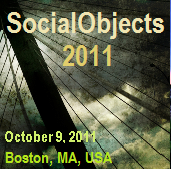 SocialObjects
2011
October 9, 2011
Boston, MA, USA